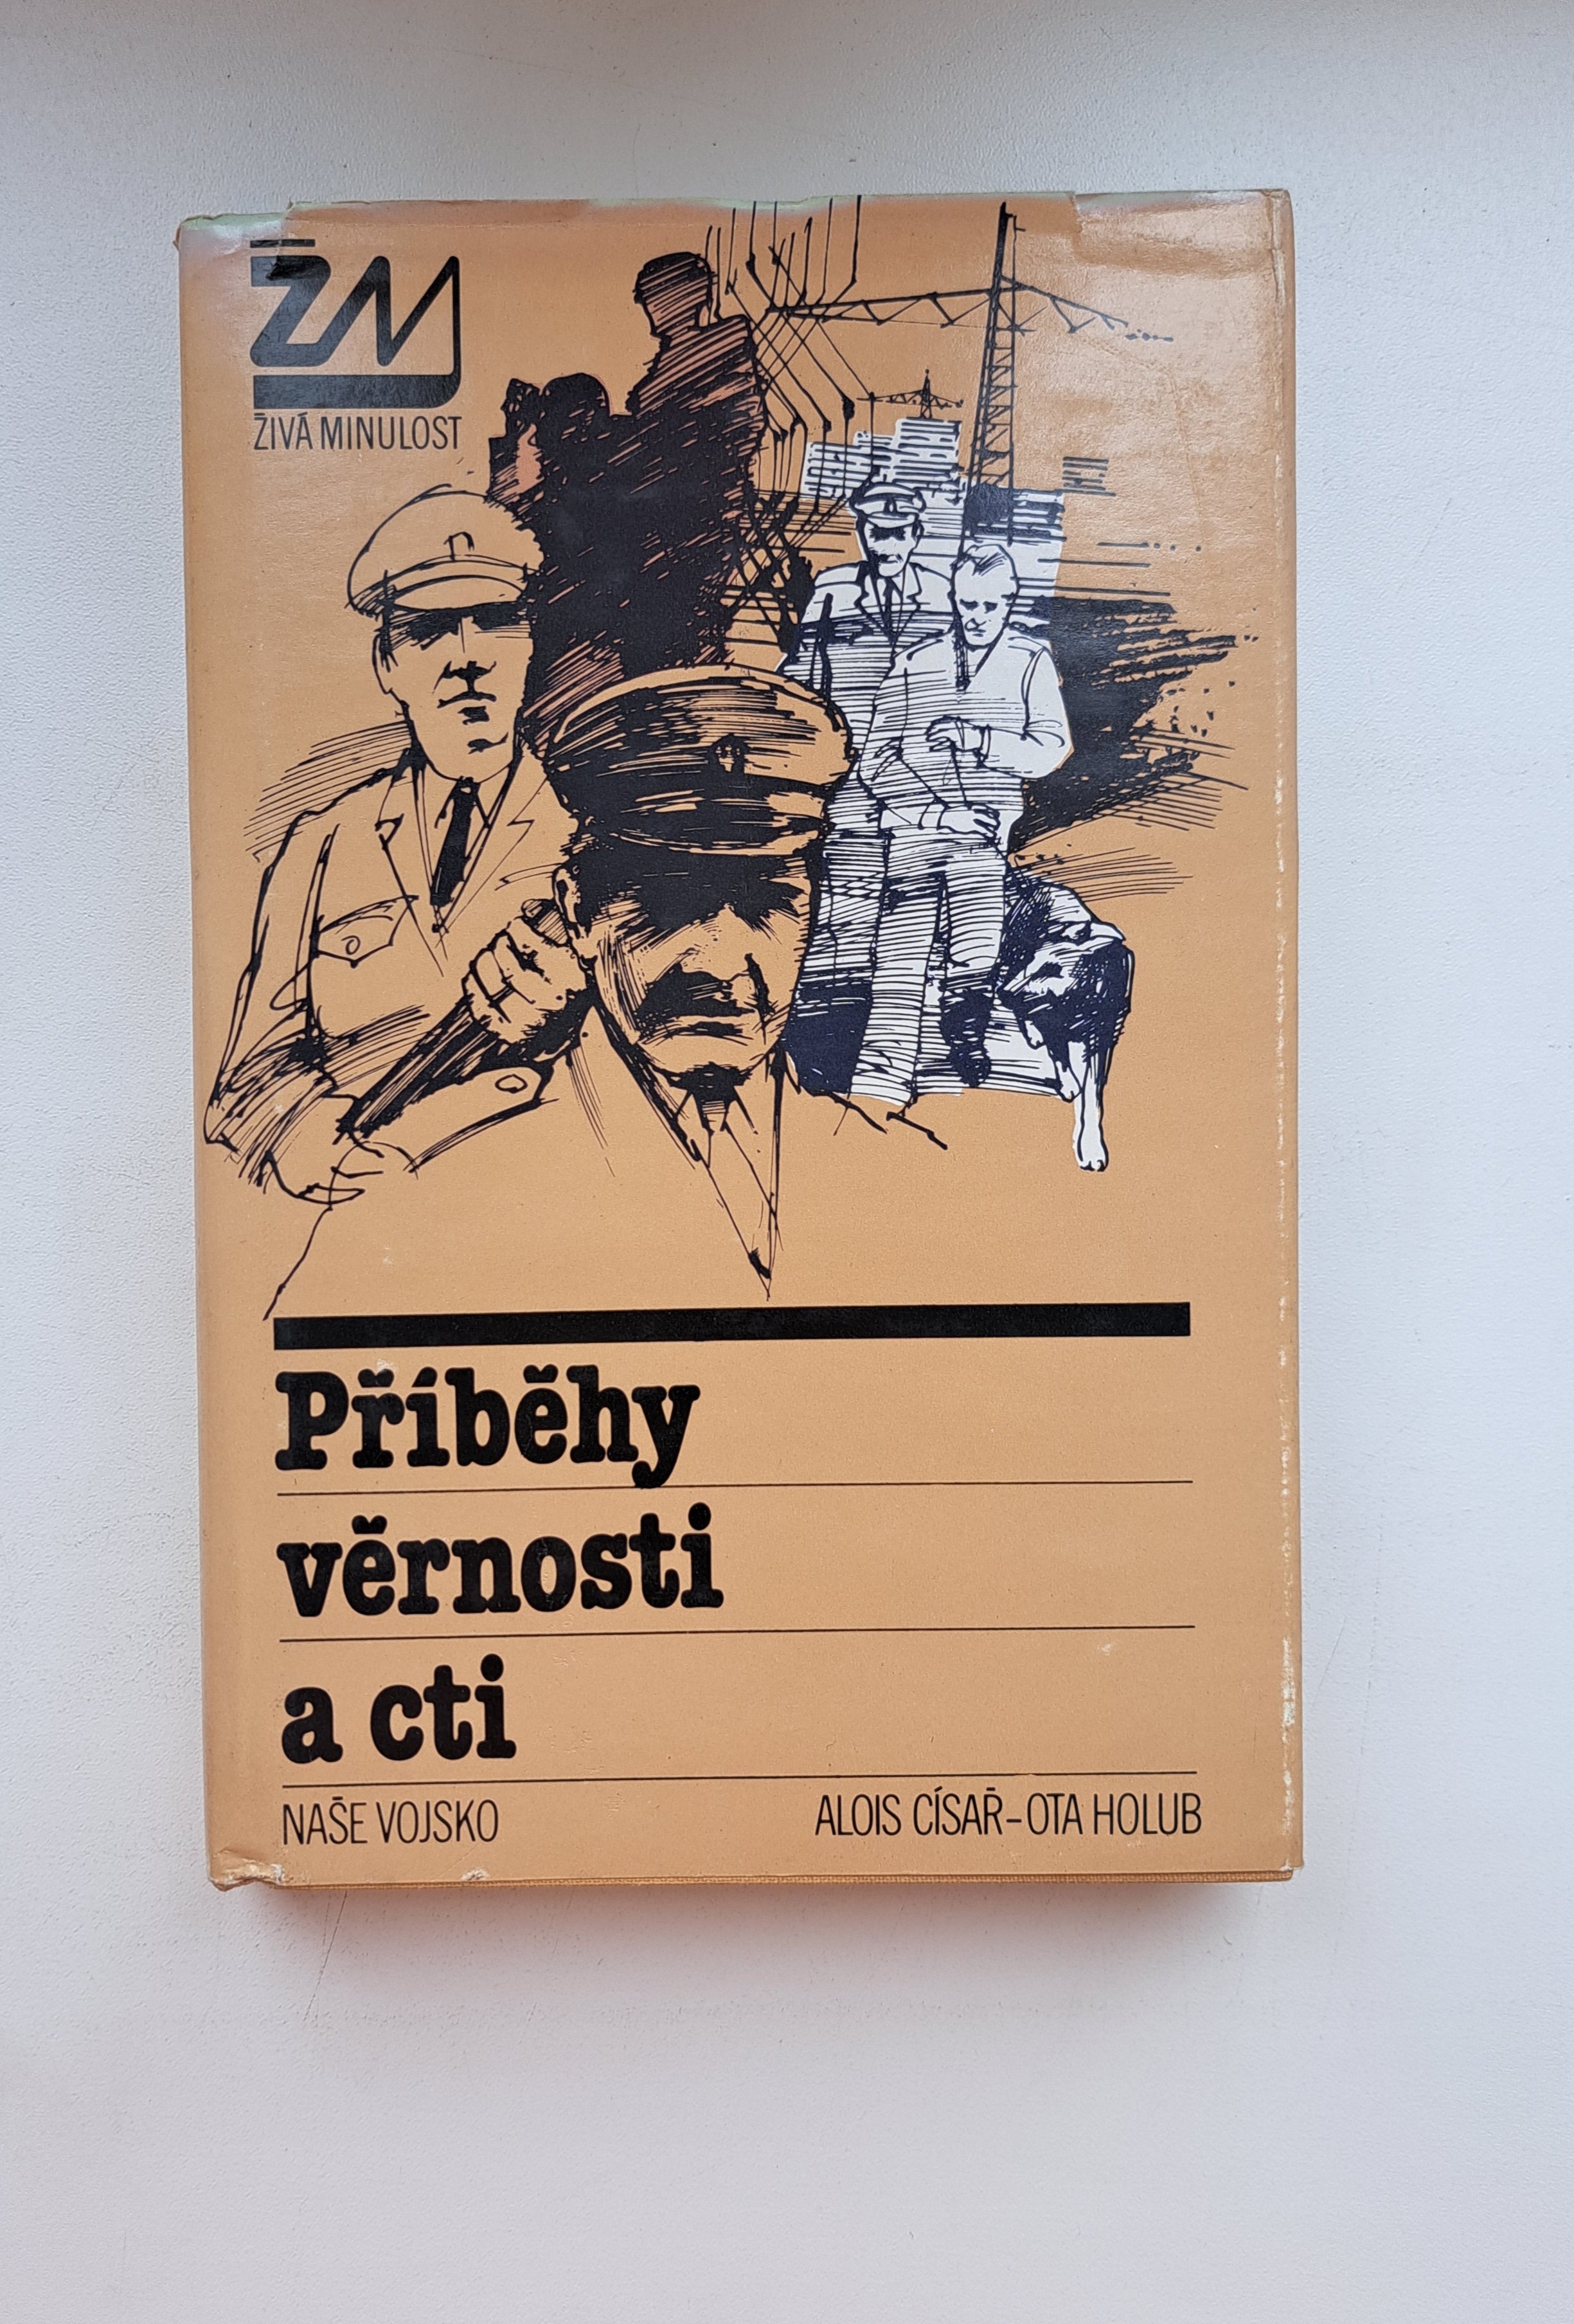 ŽM
ŽIVÁ MINULOST
Příběhy
věrnosti
a cti
NAŠE VOJSKO
ALOIS CÍSAŘ-OTA HOLUB